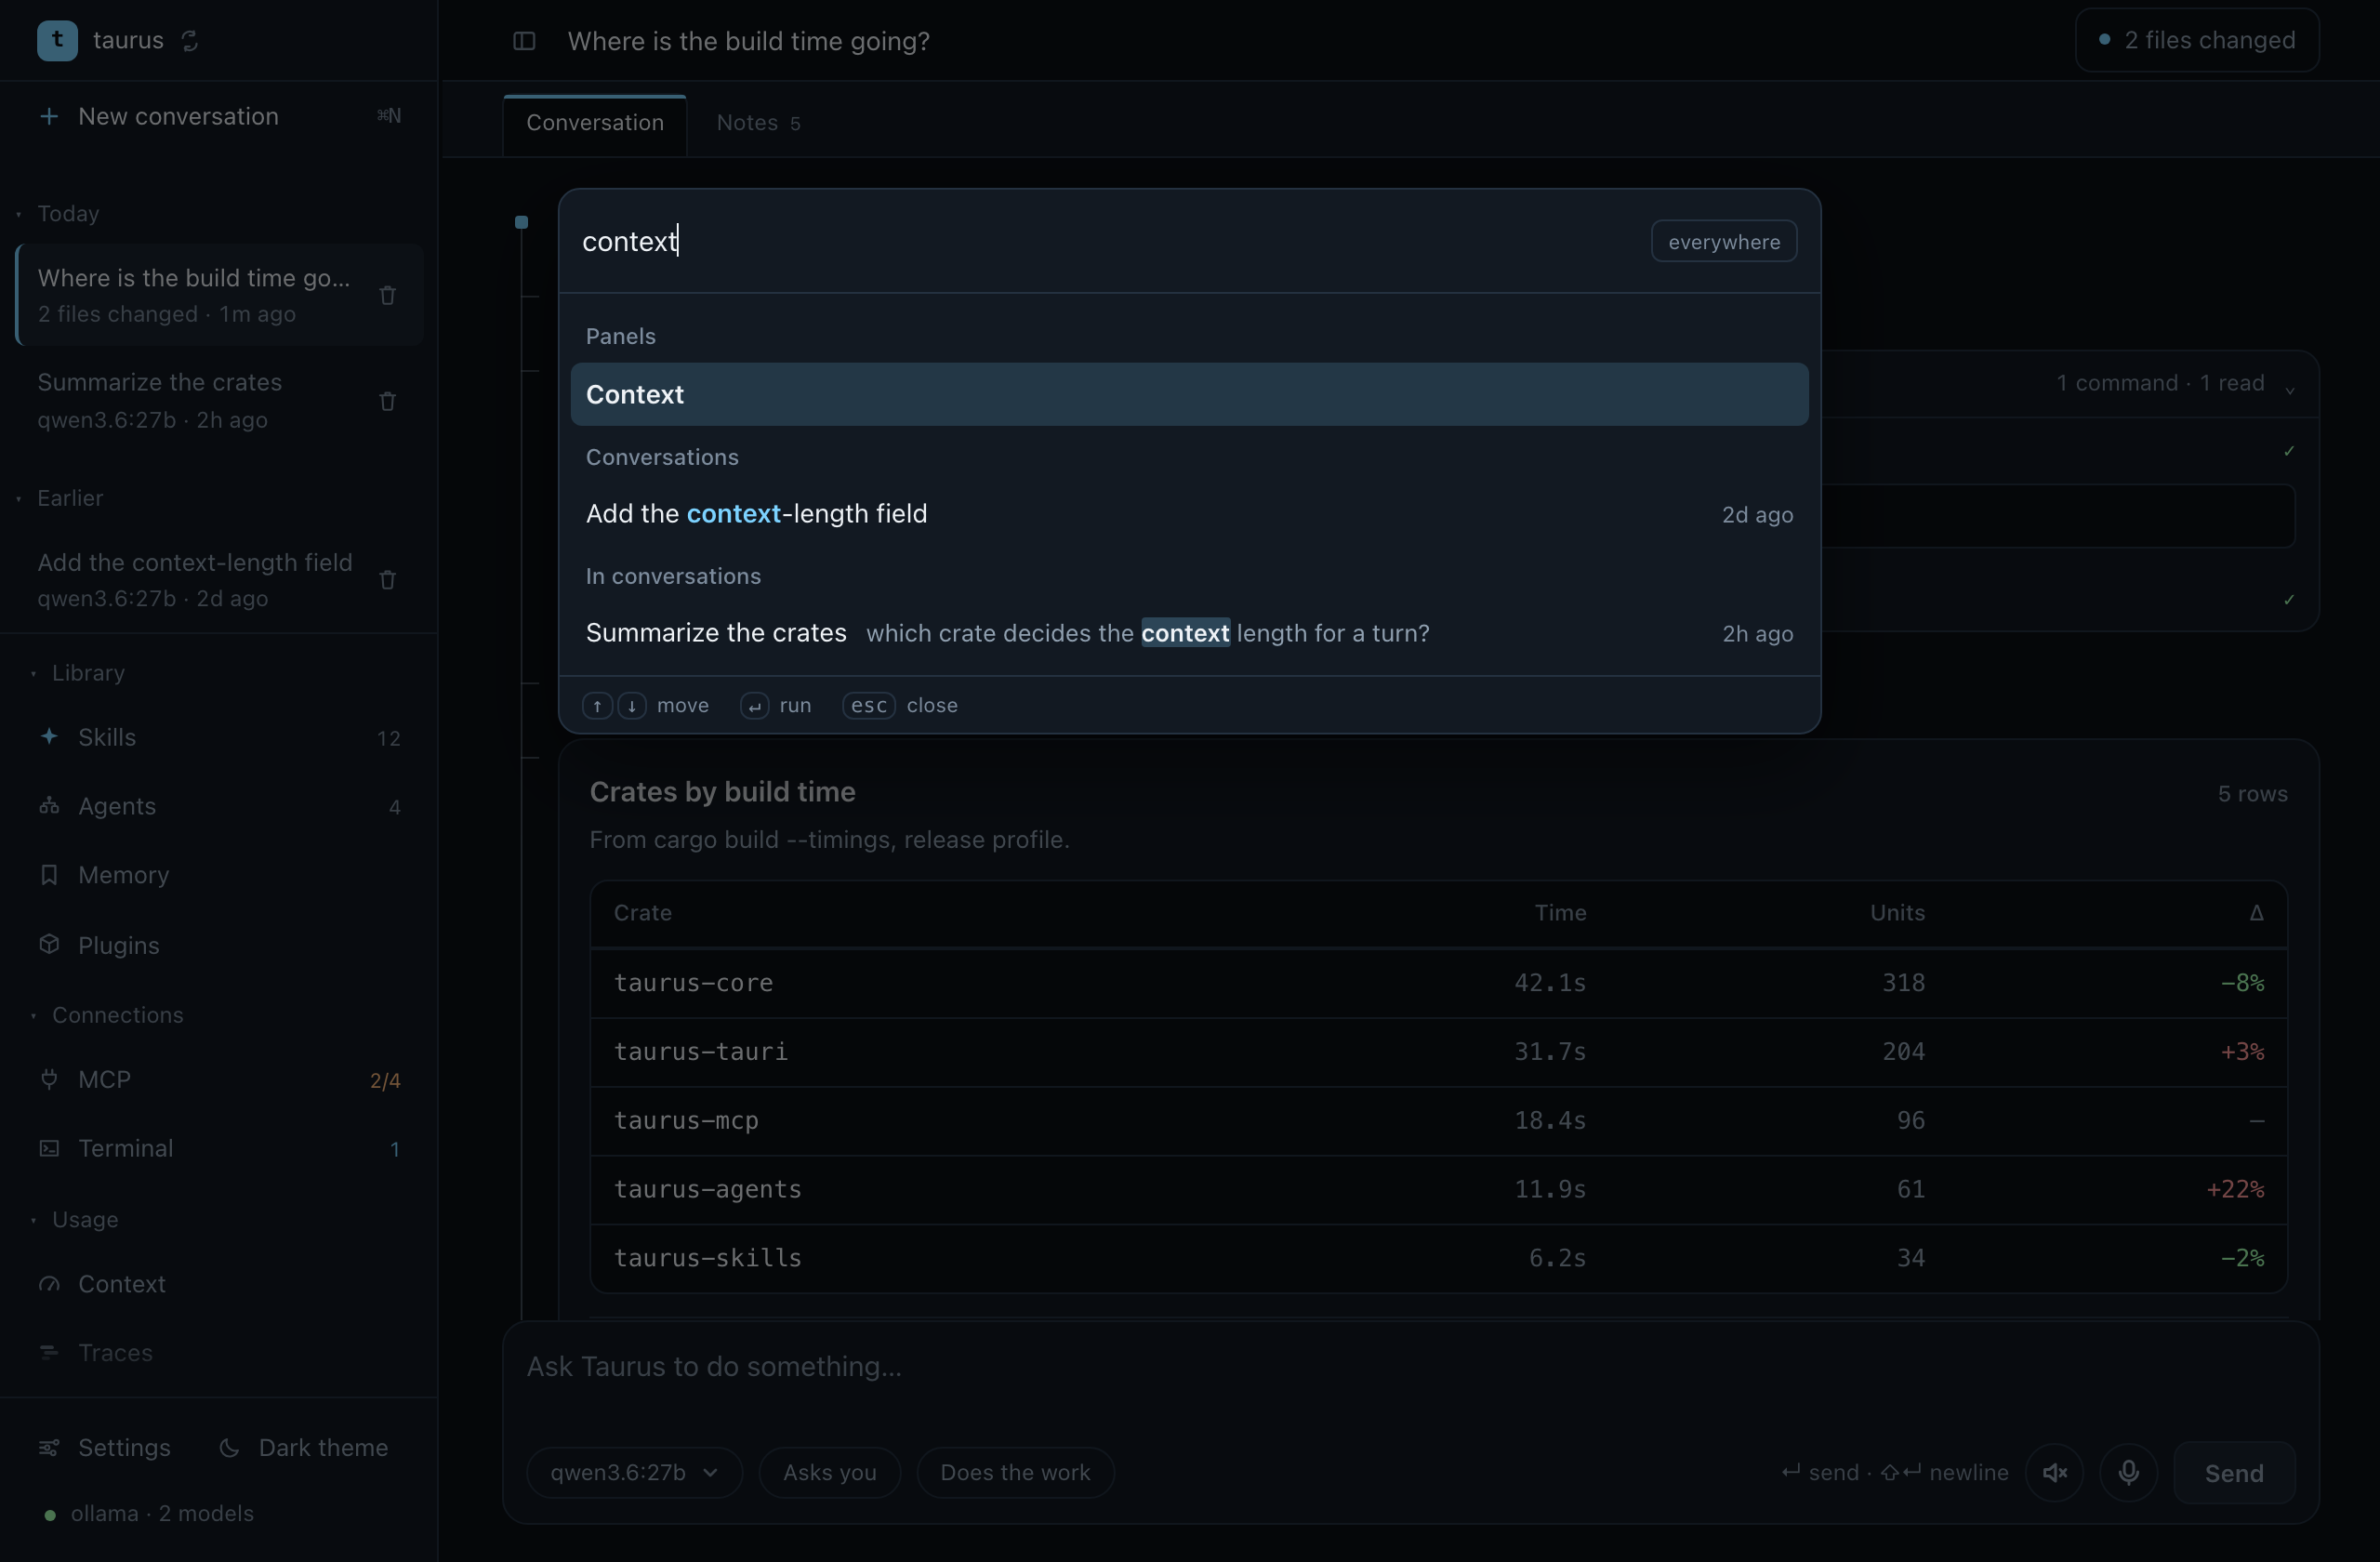 t taurus
New conversation ⌘N
Today
Where is the build time go...
2 files changed · 1m ago
Summarize the crates
qwen3.6:27b · 2h ago
Earlier
Add the context-length field
qwen3.6:27b · 2d ago
Library
Skills 12
Agents 4
Memory
Plugins
Connections
MCP 2/4
Terminal 1
Usage
Context
Traces
Settings Dark theme
ollama · 2 models
Where is the build time going?
2 files changed
Conversation Notes 5
context everywhere
Panels
Context
Conversations
Add the context-length field 2d ago
In conversations
Summarize the crates which crate decides the context length for a turn? 2h ago
↑ ↓ move ↵ run esc close
1 command · 1 read
✓
✓
Crates by build time 5 rows
From cargo build --timings, release profile.
Crate Time Units Δ
taurus-core 42.1s 318 −8%
taurus-tauri 31.7s 204 +3%
taurus-mcp 18.4s 96 —
taurus-agents 11.9s 61 +22%
taurus-skills 6.2s 34 −2%
Ask Taurus to do something...
qwen3.6:27b Asks you Does the work
↵ send · ⇧↵ newline Send